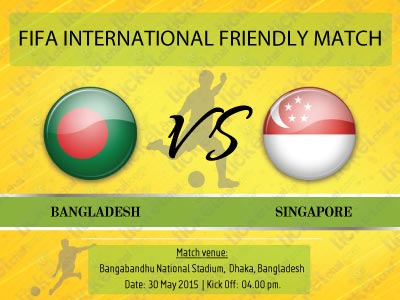 FIFA INTERNATIONAL FRIENDLY MATCH
VS
BANGLADESH SINGAPORE
Match venue:
Bangabandhu National Stadium, Dhaka, Bangladesh
Date: 30 May 2015 | Kick Off: 04.00 pm.